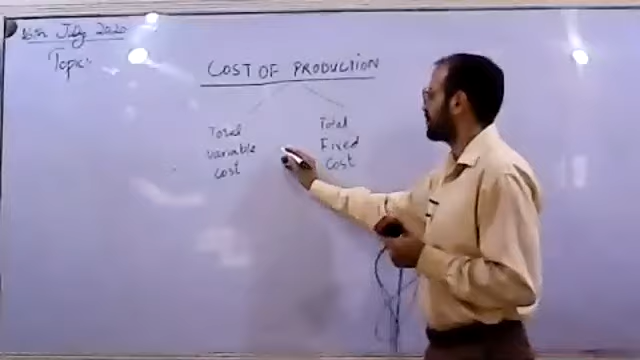 16th July 2020
Topic:
COST OF PRODUCTION
Total
variable
cost
Total
Fixed
cost